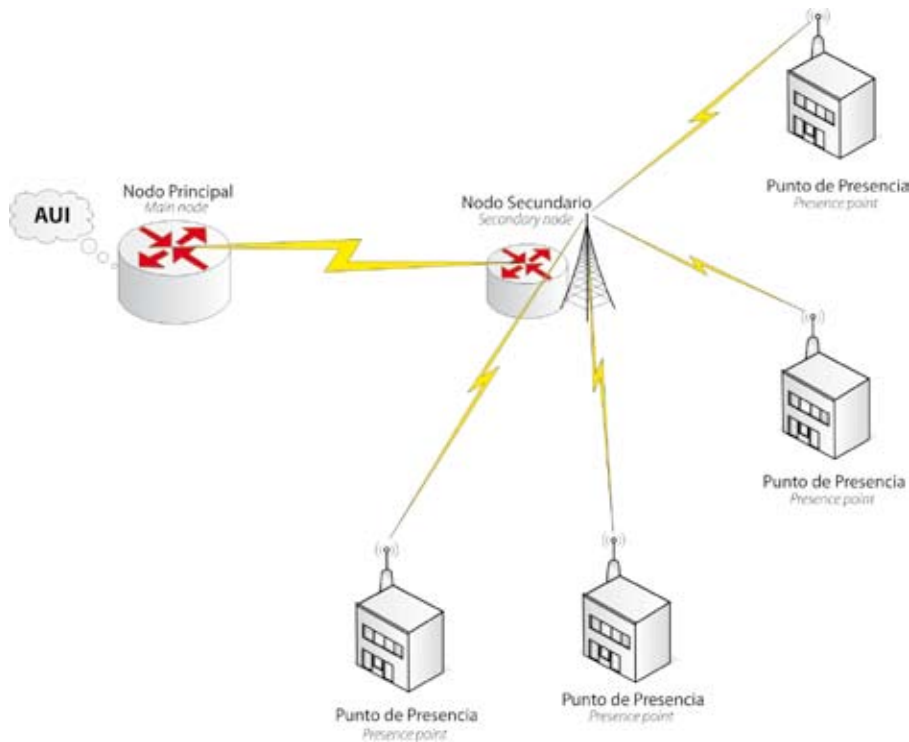 AUI
Nodo Principal
Main node
Nodo Secundario
Secondary node
Punto de Presencia
Presence point
Punto de Presencia
Presence point
Punto de Presencia
Presence point
Punto de Presencia
Presence point